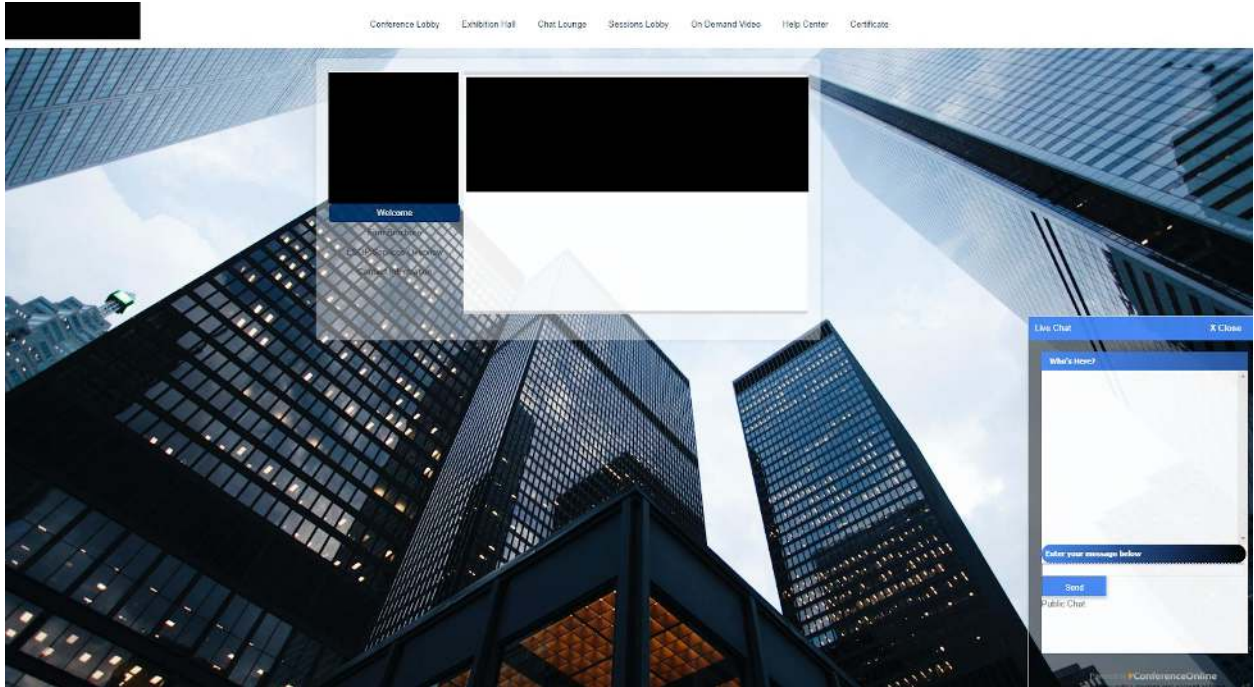 Conference Lobby Exhibition Hall Chat Lounge Sessions Lobby On Demand Video Help Center Certificate
Welcome
Live Chat X Close
Who's Here?
Enter your message below
Send
Public Chat
ConferenceOnline